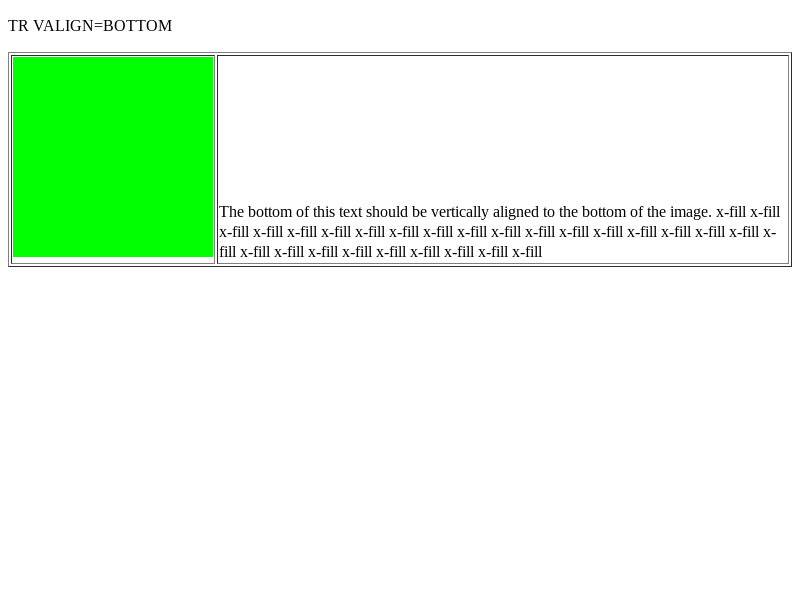 TR VALIGN=BOTTOM
The bottom of this text should be vertically aligned to the bottom of the image. x-fill x-fill
x-fill x-fill x-fill x-fill x-fill x-fill x-fill x-fill x-fill x-fill x-fill x-fill x-fill x-fill x-
fill x-fill x-fill x-fill x-fill x-fill x-fill x-fill x-fill x-fill